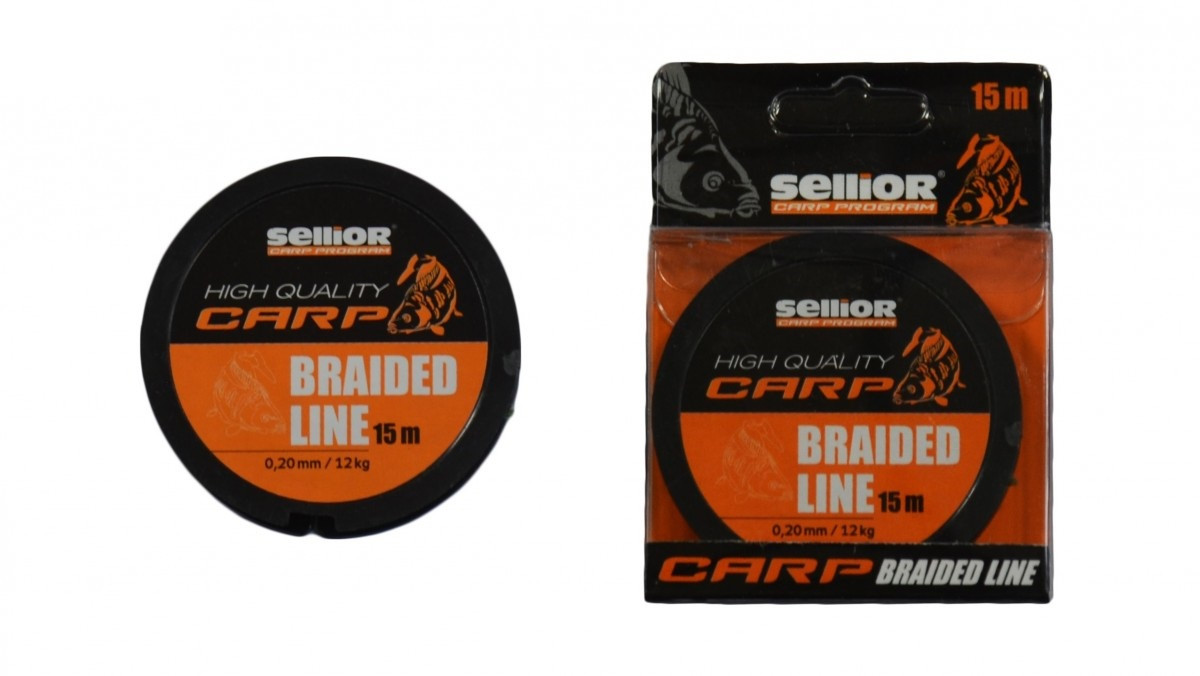 sellior®
CARP PROGRAM
HIGH QUALITY
CARP
BRAIDED
LINE 15 m
0,20 mm / 12 kg
15 m
sellior®
CARP PROGRAM
sellior®
CARP PROGRAM
HIGH QUALITY
CARP
BRAIDED
LINE 15 m
0,20 mm / 12 kg
CARP BRAIDED LINE